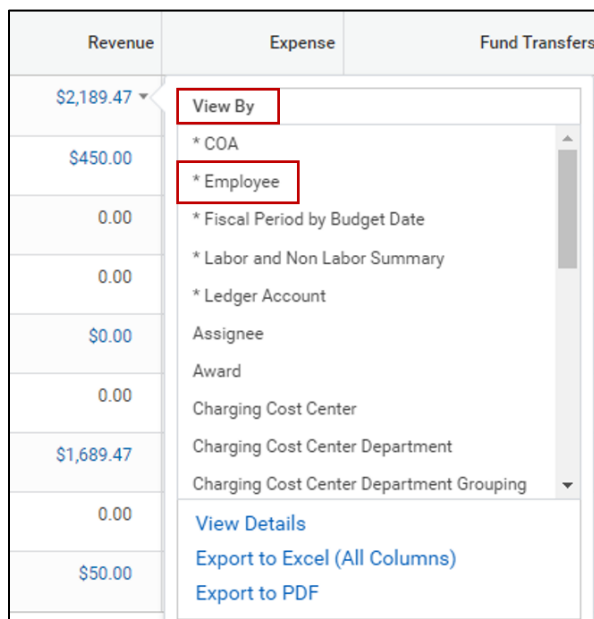 Revenue Expense Fund Transfers
$2,189.47
$450.00
0.00
0.00
$0.00
0.00
$1,689.47
0.00
$50.00
View By
* COA
* Employee
* Fiscal Period by Budget Date
* Labor and Non Labor Summary
* Ledger Account
Assignee
Award
Charging Cost Center
Charging Cost Center Department
Charging Cost Center Department Grouping
View Details
Export to Excel (All Columns)
Export to PDF